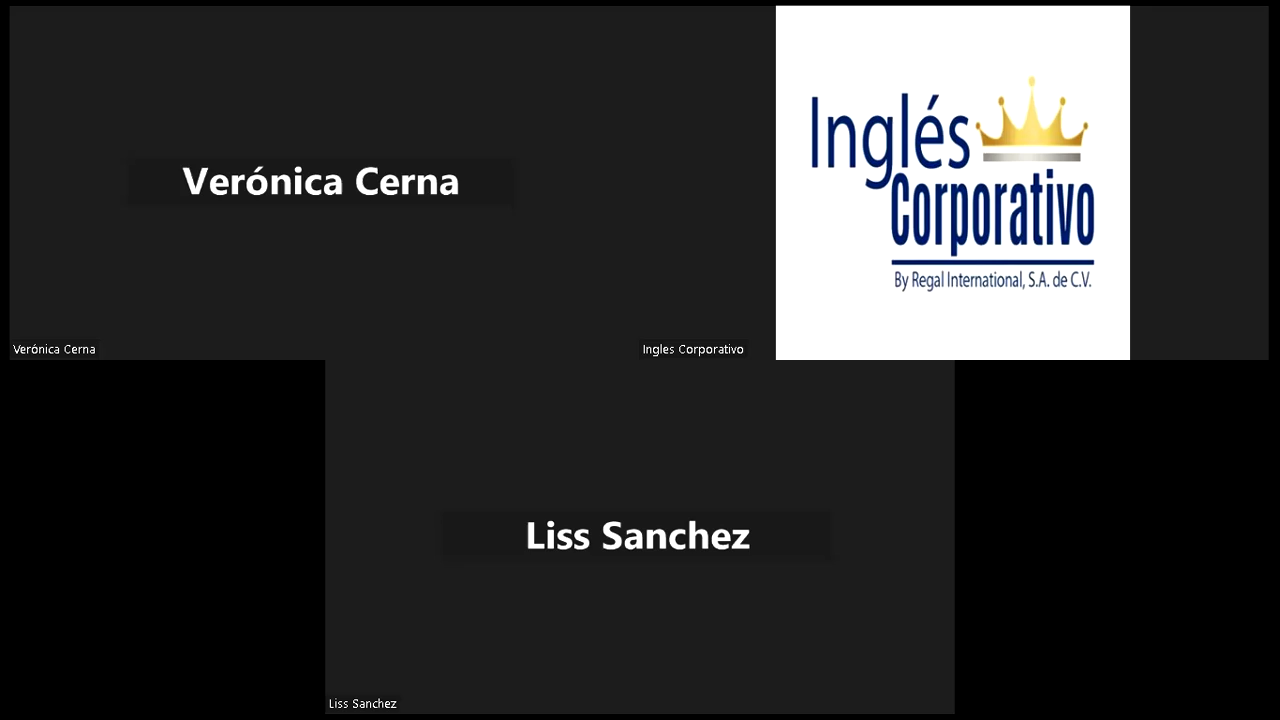 Verónica Cerna
Verónica Cerna
Inglés
Corporativo
By Regal International, S.A. de C.V.
Ingles Corporativo
Liss Sanchez
Liss Sanchez